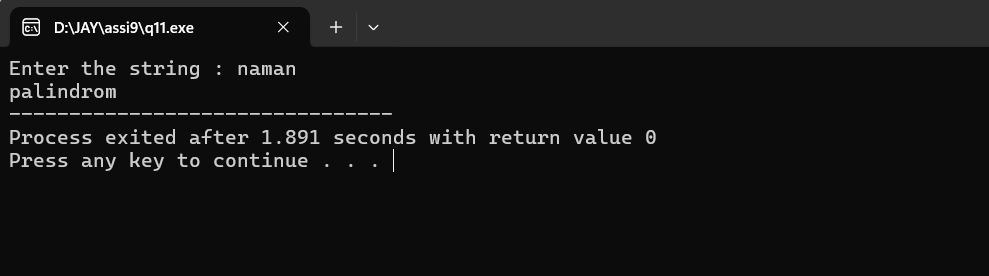 D:\JAY\assi9\q11.exe
Enter the string : naman
palindrom
--------------------------------
Process exited after 1.891 seconds with return value 0
Press any key to continue . . .